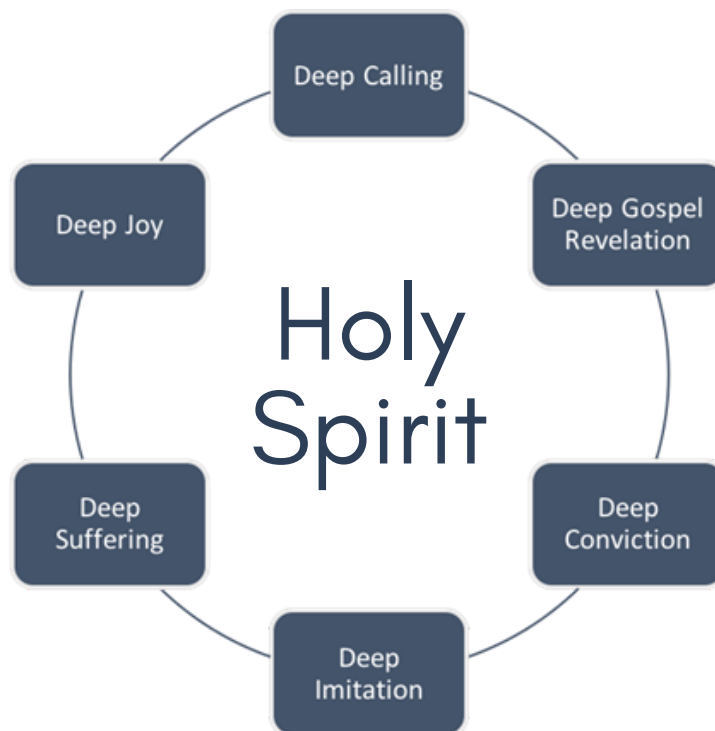 Deep Calling
Deep Gospel
Revelation
Deep
Conviction
Deep
Imitation
Deep
Suffering
Deep Joy
Holy
Spirit